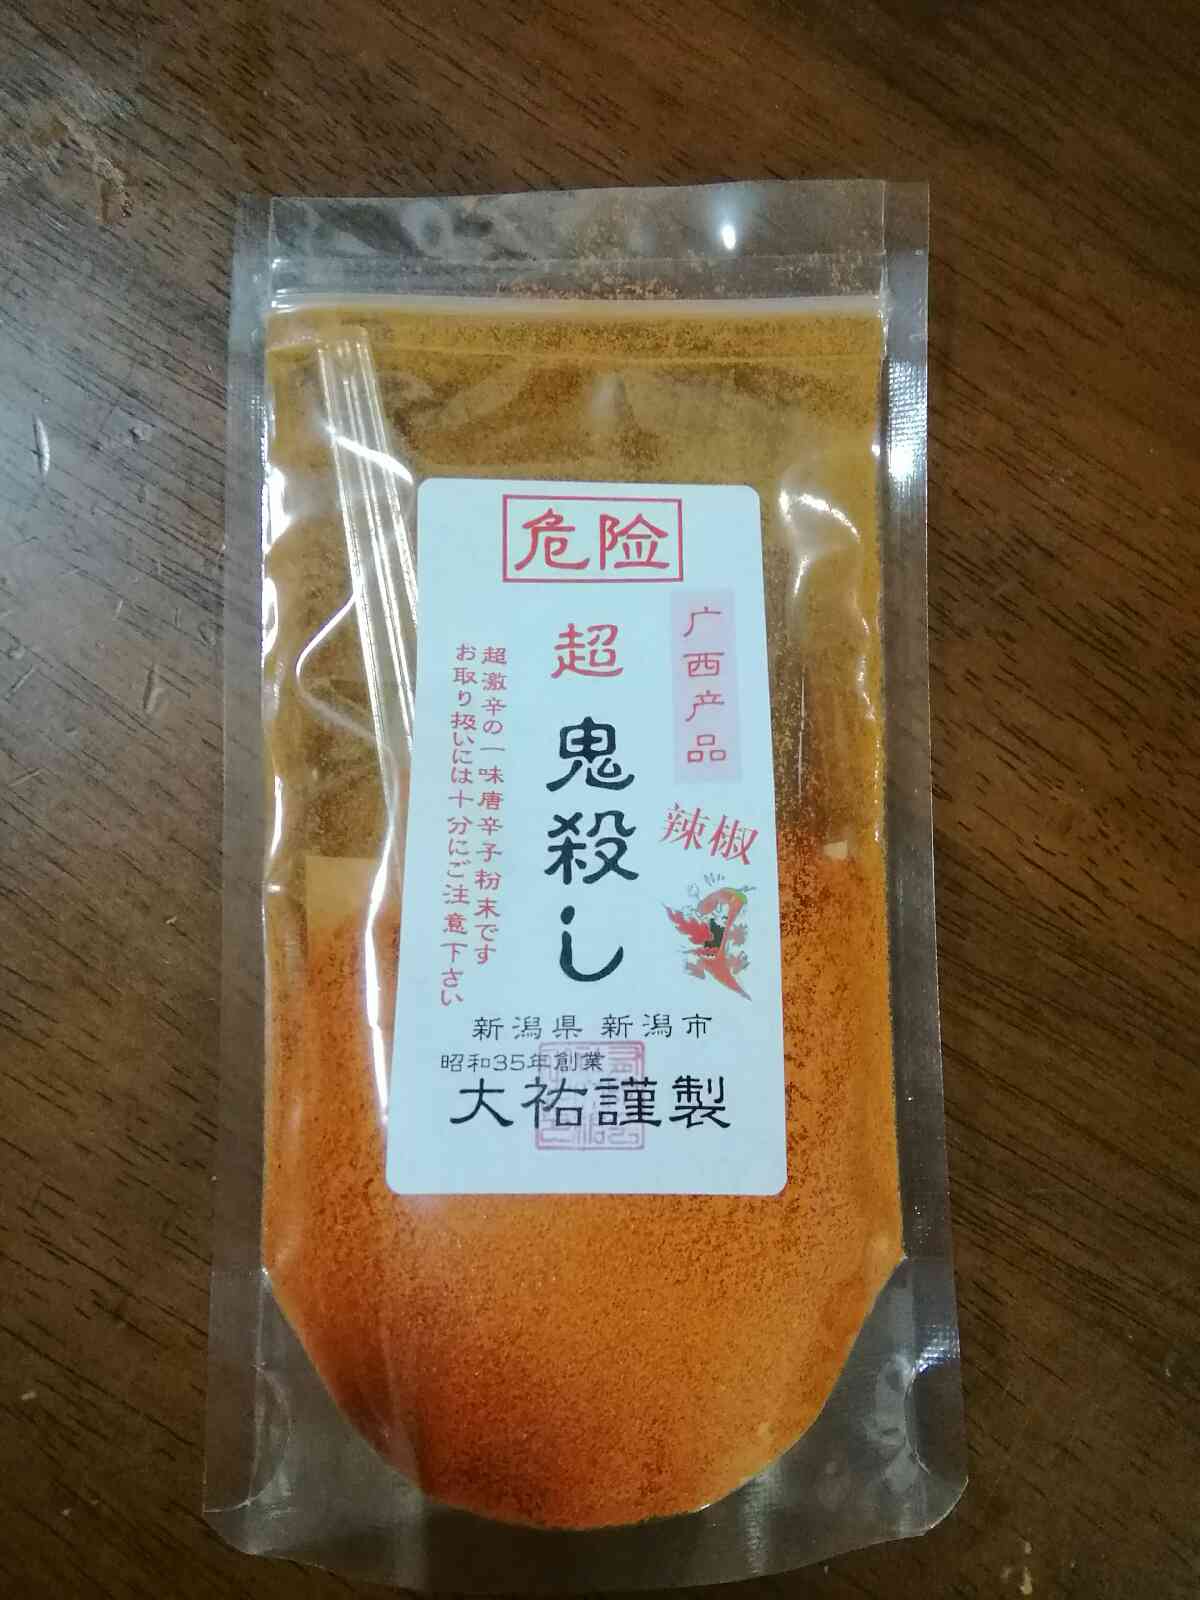 危险
广西产品
辣椒
超鬼殺し
超激辛の一味唐辛子粉末です
お取り扱いには十分にご注意下さい
新潟県 新潟市
昭和35年創業
大祐謹製